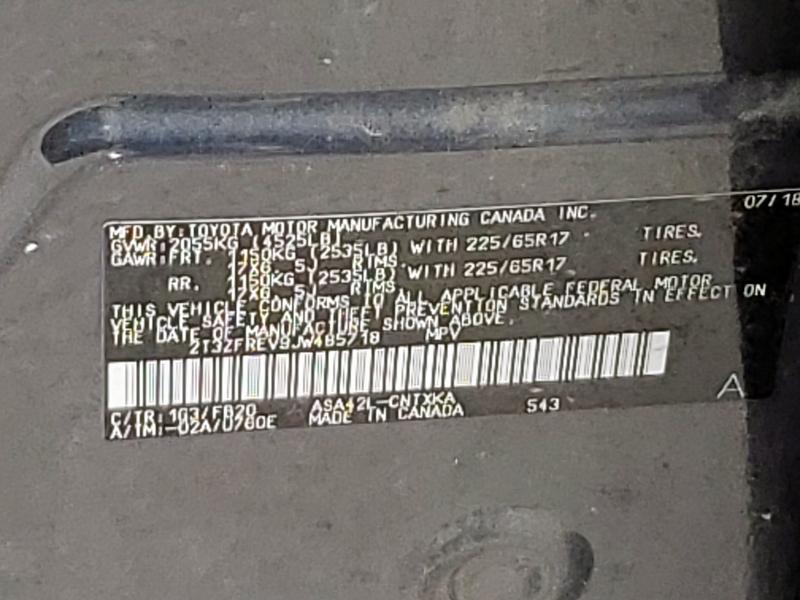 MFD BY: TOYOTA MOTOR MANUFACTURING CANADA INC. 07/18
GVWR: 2055KG (4525LB)
GAWR: FRT. 1150KG (2535LB) WITH 225/65R17 TIRES.
17X6.5J RIMS.
RR. 1150KG (2535LB) WITH 225/65R17 TIRES.
17X6.5J RIMS
THIS VEHICLE CONFORMS TO ALL APPLICABLE FEDERAL MOTOR
VEHICLE SAFETY AND THEFT PREVENTION STANDARDS IN EFFECT ON
THE DATE OF MANUFACTURE SHOWN ABOVE.
2T3ZFREV9JW485718 MPV
C/TR: 1G3/FB20 ASA42L-CNTXKA 543 A
A/TM:-02A/U760E MADE IN CANADA